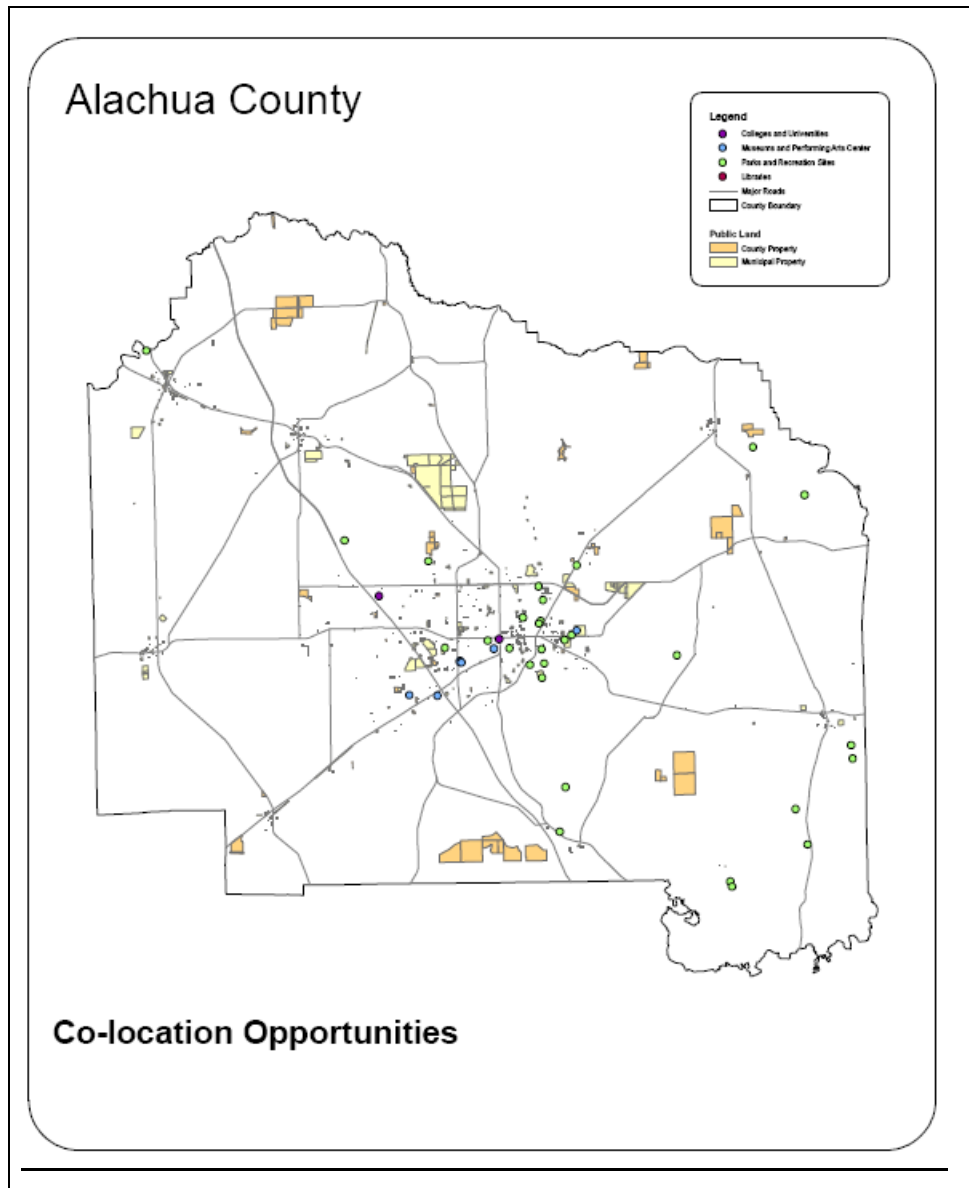 Alachua County
Legend
Colleges and Universities
Museums and Performing Arts Center
Parks and Recreation Sites
Libraries
Major Roads
County Boundary
Public Land
County Property
Municipal Property
Co-location Opportunities